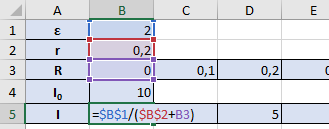 A B C D E
1 ε 2
2 r 0,2
3 R 0 0,1 0,2
4 I₀ 10
5 I =$B$1/($B$2+B3) 5